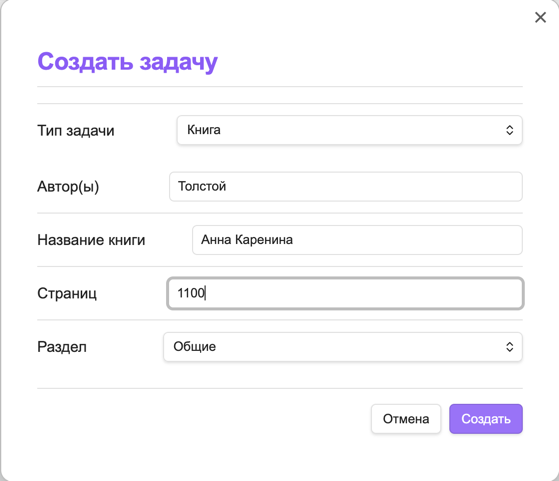 Создать задачу
Тип задачи Книга
Автор(ы) Толстой
Название книги Анна Каренина
Страниц 1100
Раздел Общие
Отмена Создать